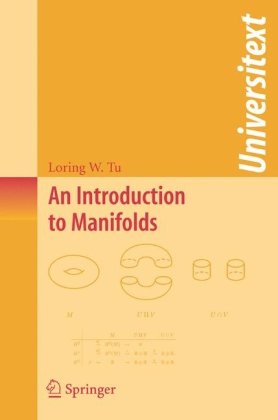 Universitext
Loring W. Tu
An Introduction
to Manifolds
M
U ∐ V
U ∩ V
Springer